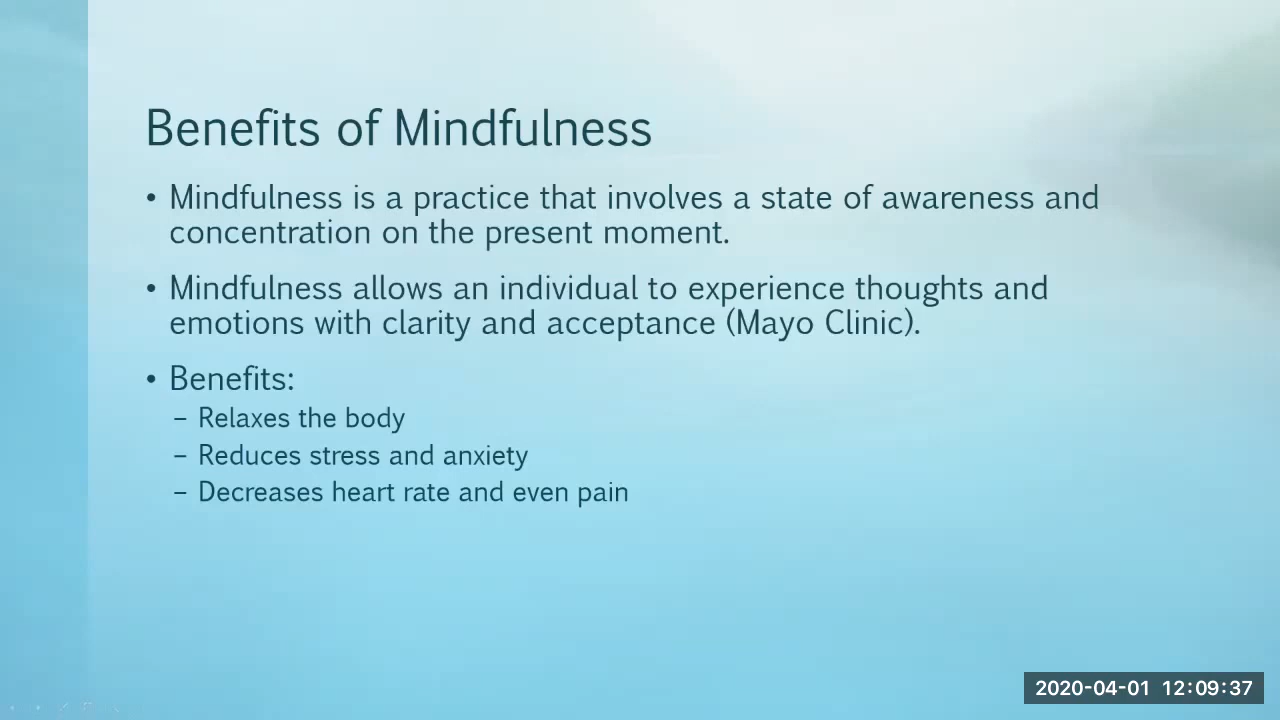 Benefits of Mindfulness
• Mindfulness is a practice that involves a state of awareness and
concentration on the present moment.
• Mindfulness allows an individual to experience thoughts and
emotions with clarity and acceptance (Mayo Clinic).
• Benefits:
– Relaxes the body
– Reduces stress and anxiety
– Decreases heart rate and even pain
2020-04-01 12:09:37